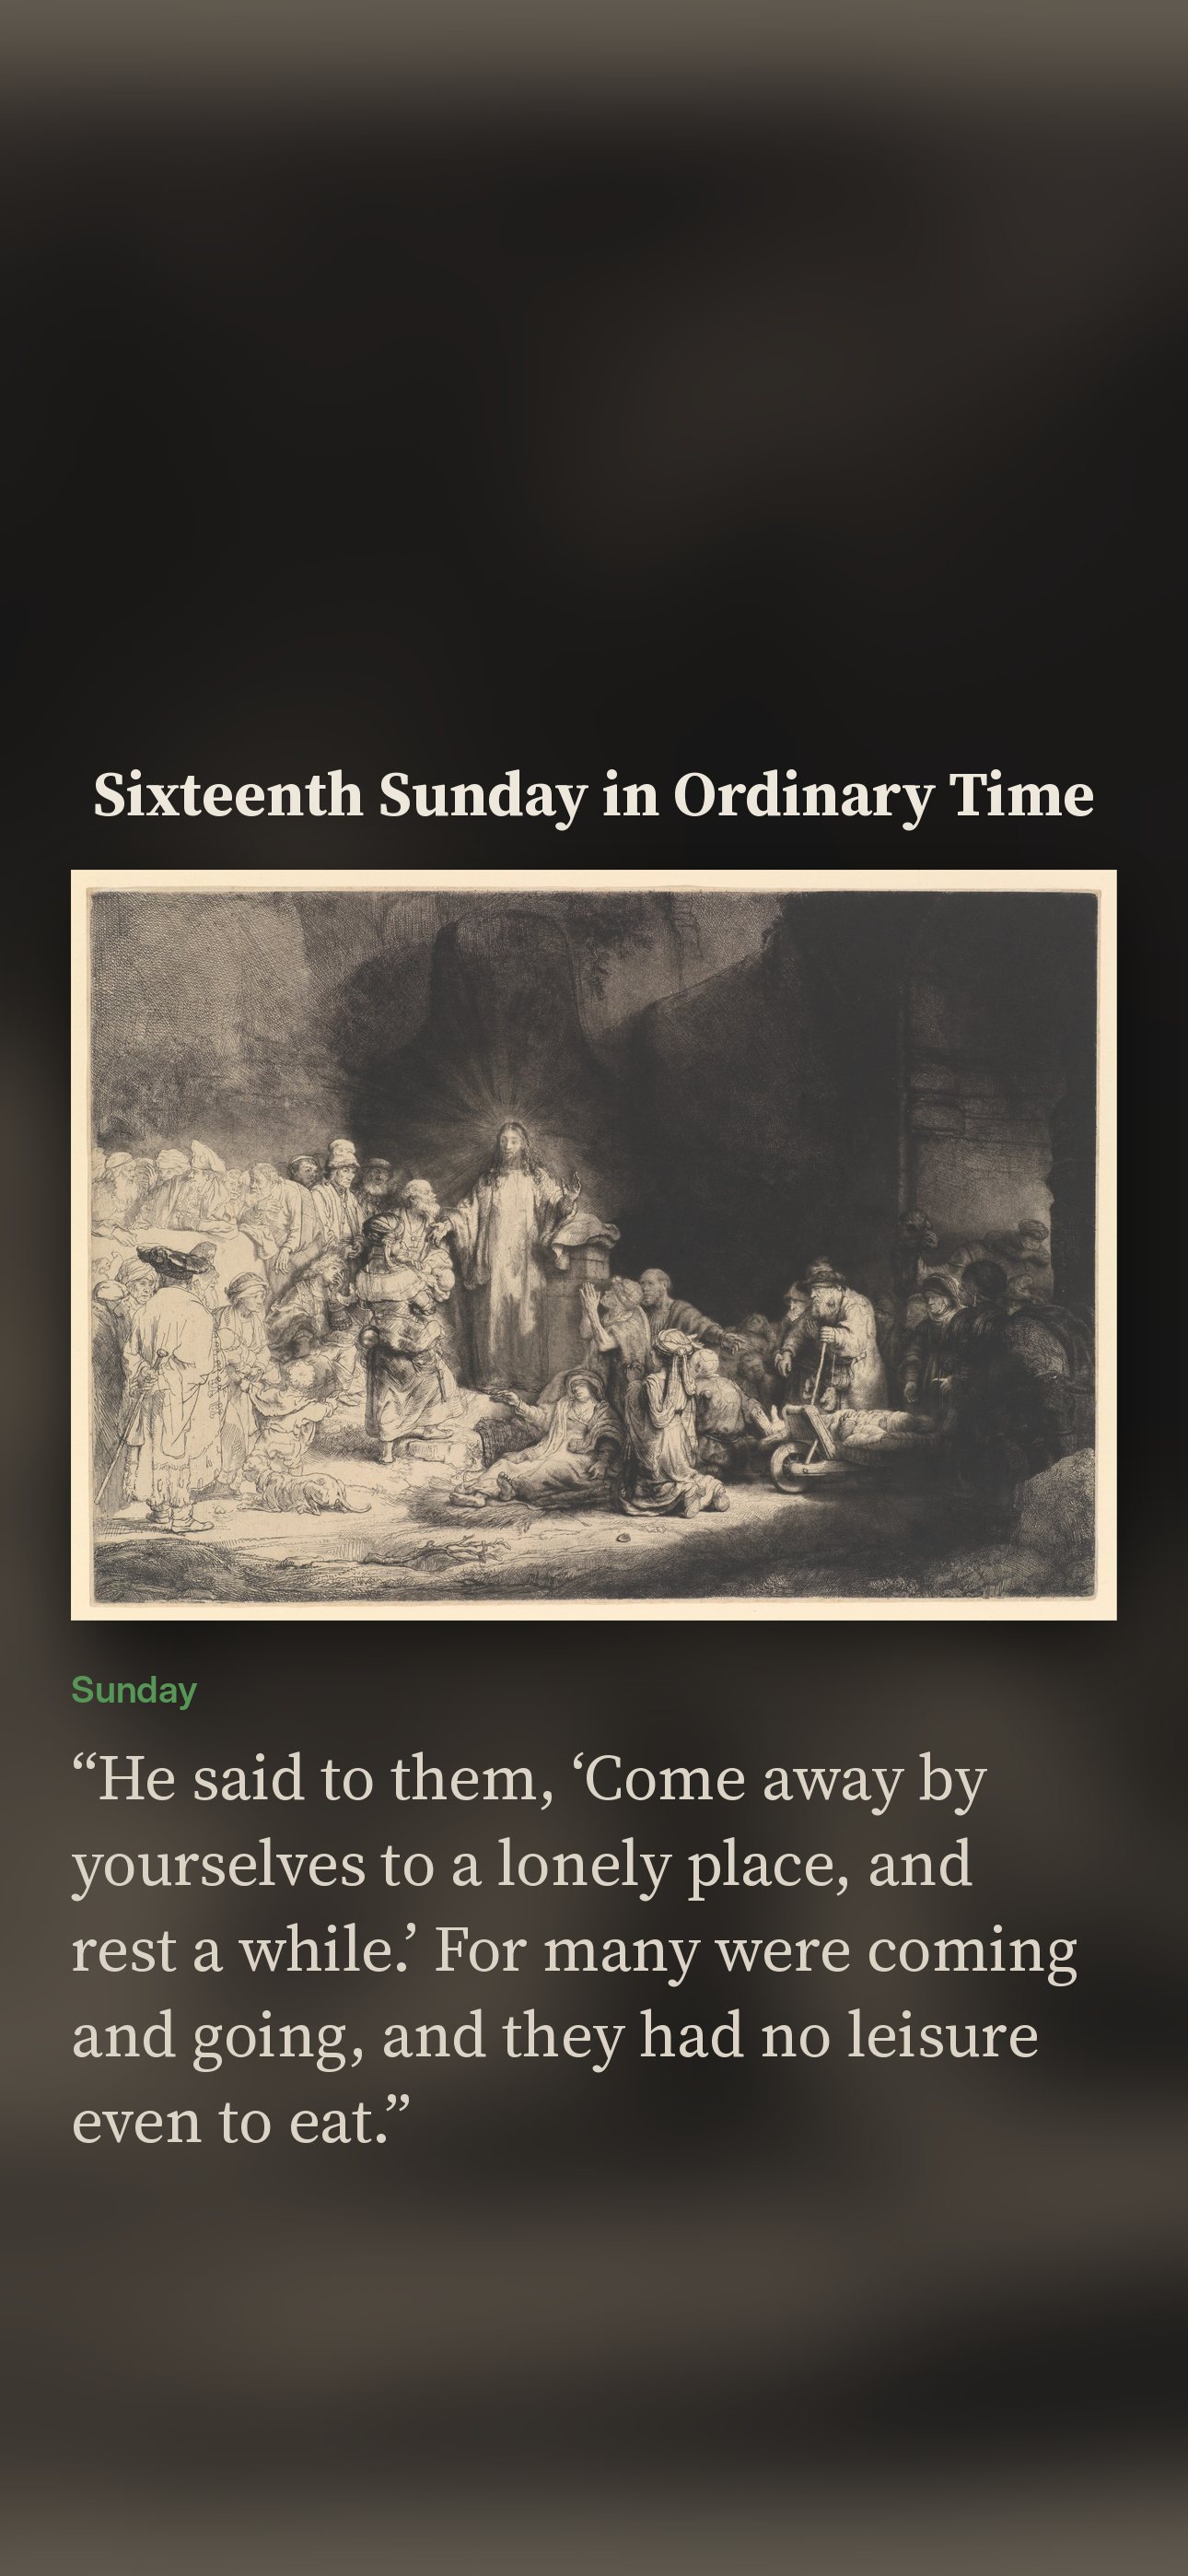 Sixteenth Sunday in Ordinary Time
Sunday
“He said to them, ‘Come away by
yourselves to a lonely place, and
rest a while.’ For many were coming
and going, and they had no leisure
even to eat.”